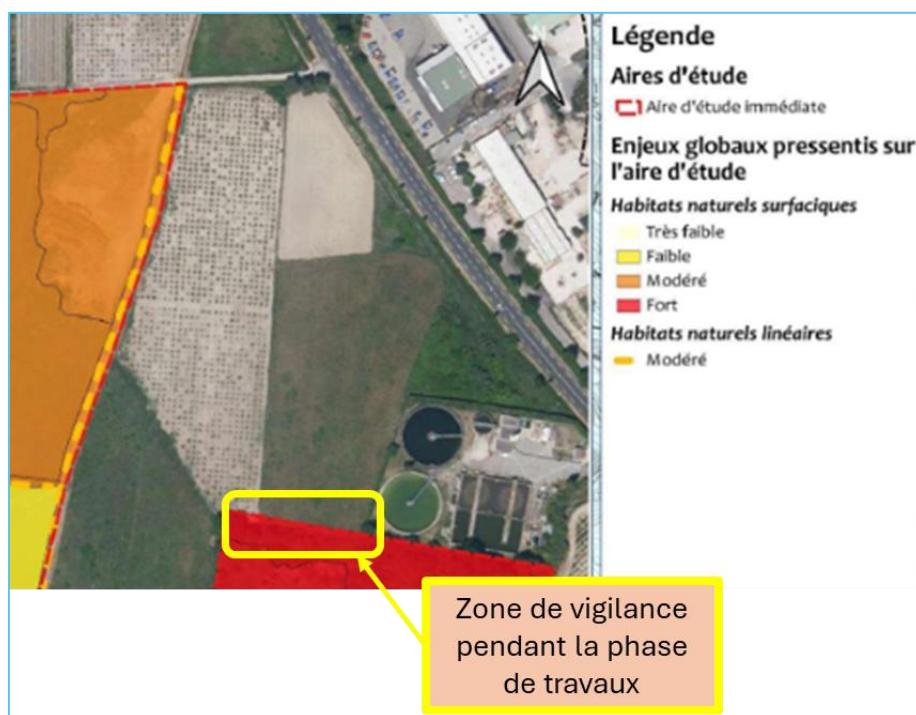 Légende
Aires d'étude
Aire d'étude immédiate
Enjeux globaux pressentis sur
l'aire d'étude
Habitats naturels surfaciques
Très faible
Faible
Modéré
Fort
Habitats naturels linéaires
Modéré
Zone de vigilance
pendant la phase
de travaux